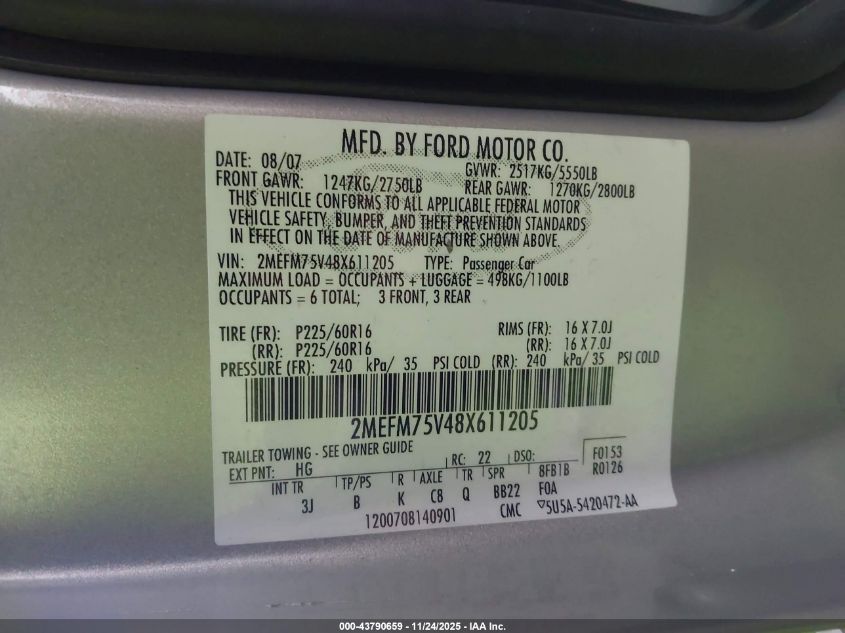 MFD. BY FORD MOTOR CO.
DATE: 08/07 GVWR: 2517KG/5550LB
FRONT GAWR: 1247KG/2750LB REAR GAWR: 1270KG/2800LB
THIS VEHICLE CONFORMS TO ALL APPLICABLE FEDERAL MOTOR
VEHICLE SAFETY, BUMPER, AND THEFT PREVENTION STANDARDS
IN EFFECT ON THE DATE OF MANUFACTURE SHOWN ABOVE.
VIN: 2MEFM75V48X611205 TYPE: Passenger Car
MAXIMUM LOAD = OCCUPANTS + LUGGAGE = 498KG/1100LB
OCCUPANTS = 6 TOTAL; 3 FRONT, 3 REAR
TIRE (FR): P225/60R16 RIMS (FR): 16 X 7.0J
(RR): P225/60R16 (RR): 16 X 7.0J
PRESSURE (FR): 240 kPa/ 35 PSI COLD (RR): 240 kPa/ 35 PSI COLD
2MEFM75V48X611205
TRAILER TOWING - SEE OWNER GUIDE
EXT PNT: HG RC: 22 DSO: F0153
R0126
INT TR TP/PS R AXLE TR SPR 8FB1B
3J B K C8 Q BB22 FOA
1200708140901 CMC ▽5U5A-5420472-AA
000-43790659 - 11/24/2025 - IAA Inc.